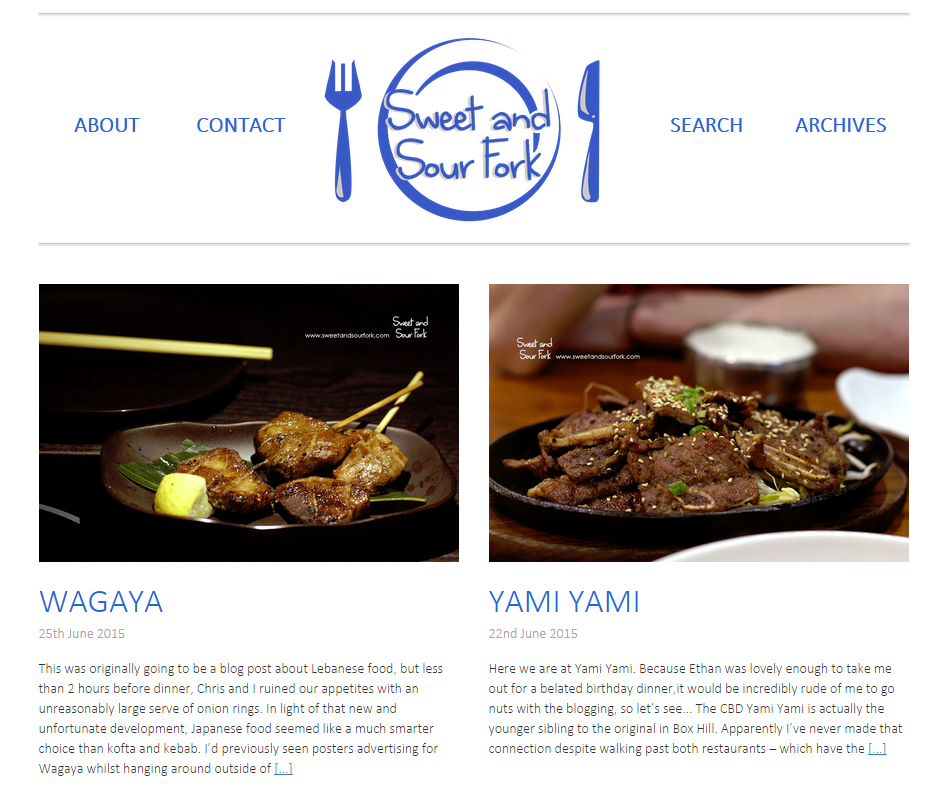 ABOUT
CONTACT
Sweet and
Sour Fork
SEARCH
ARCHIVES
www.sweetandsourfork.com
Sweet and
Sour Fork
Sweet and
Sour Fork
www.sweetandsourfork.com
WAGAYA
25th June 2015
This was originally going to be a blog post about Lebanese food, but less
than 2 hours before dinner, Chris and I ruined our appetites with an
unreasonably large serve of onion rings. In light of that new and
unfortunate development, Japanese food seemed like a much smarter
choice than kofta and kebab. I’d previously seen posters advertising for
Wagaya whilst hanging around outside of [...]
YAMI YAMI
22nd June 2015
Here we are at Yami Yami. Because Ethan was lovely enough to take me
out for a belated birthday dinner,it would be incredibly rude of me to go
nuts with the blogging, so let’s see... The CBD Yami Yami is actually the
younger sibling to the original in Box Hill. Apparently I’ve never made that
connection despite walking past both restaurants – which have the [...]